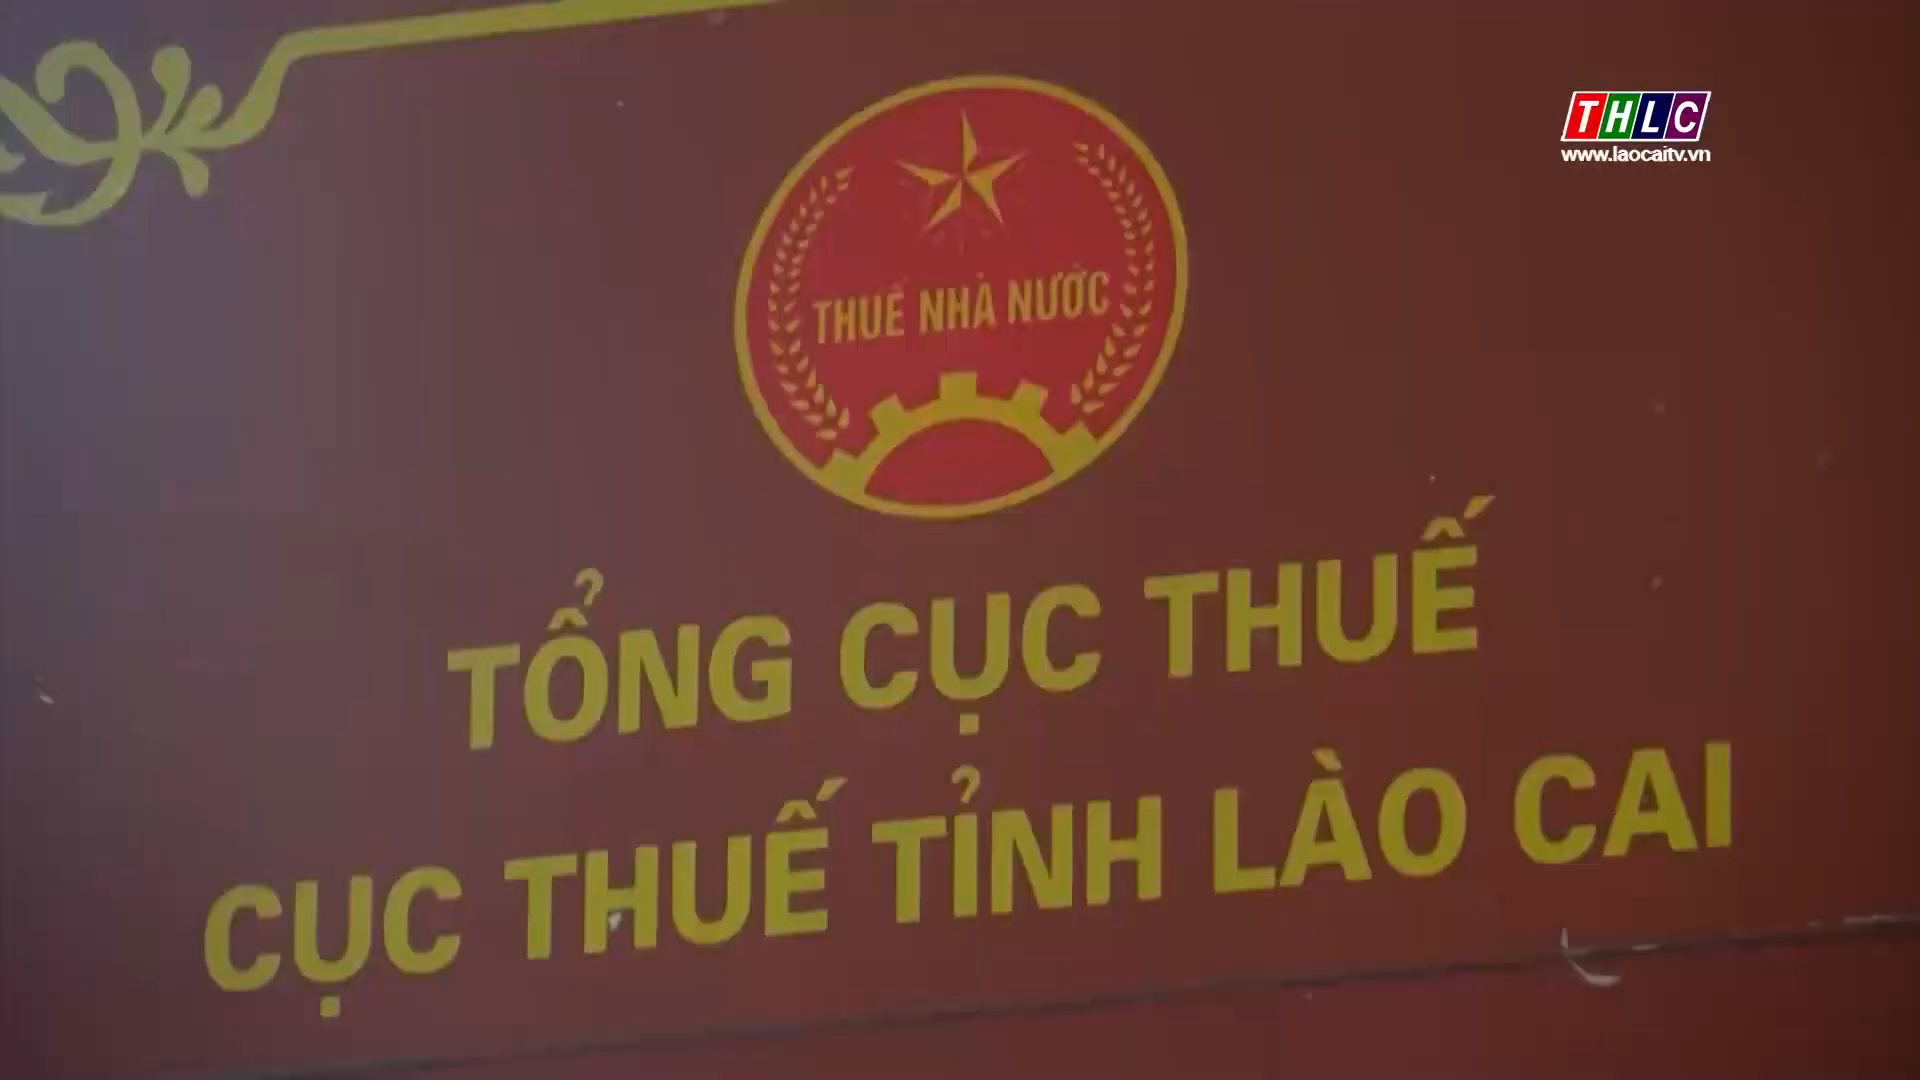 THLC
www.laocaitv.vn
THUẾ NHÀ NƯỚC
TỔNG CỤC THUẾ
CỤC THUẾ TỈNH LÀO CAI